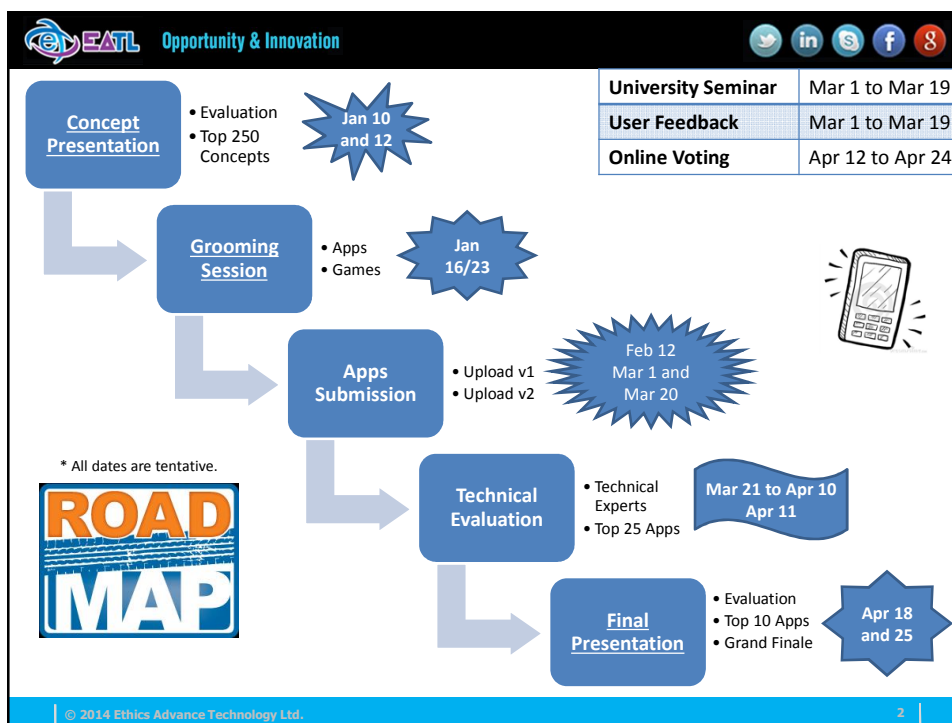 EATL Opportunity & Innovation
in S f 8
University Seminar Mar 1 to Mar 19
User Feedback Mar 1 to Mar 19
Online Voting Apr 12 to Apr 24
Concept
Presentation
• Evaluation
• Top 250
Concepts
Jan 10
and 12
Grooming
Session
• Apps
• Games
Jan
16/23
Apps
Submission
• Upload v1
• Upload v2
Feb 12
Mar 1 and
Mar 20
* All dates are tentative.
ROAD
MAP
Technical
Evaluation
• Technical
Experts
• Top 25 Apps
Mar 21 to Apr 10
Apr 11
Final
Presentation
• Evaluation
• Top 10 Apps
• Grand Finale
Apr 18
and 25
© 2014 Ethics Advance Technology Ltd. 2